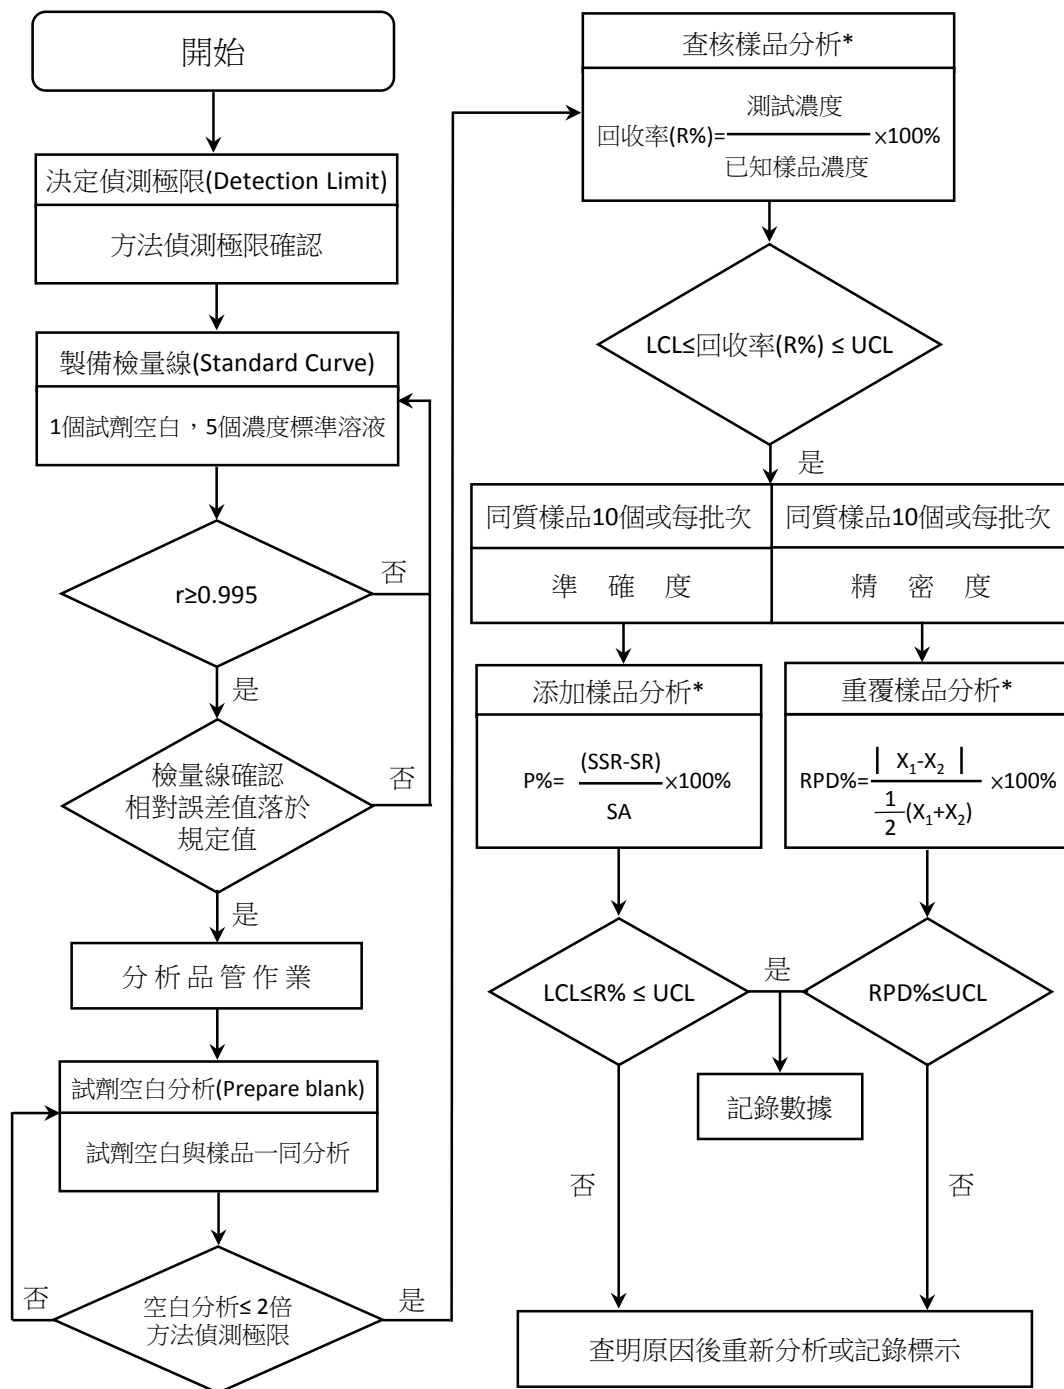 開始
決定偵測極限(Detection Limit)
方法偵測極限確認
製備檢量線(Standard Curve)
1個試劑空白，5個濃度標準溶液
r≥0.995
否
是
檢量線確認
相對誤差值落於
規定值
否
是
分析品管作業
試劑空白分析(Prepare blank)
試劑空白與樣品一同分析
空白分析≤ 2倍
方法偵測極限
否
是
查核樣品分析*
測試濃度
回收率(R%)= ×100%
已知樣品濃度
LCL≤回收率(R%) ≤ UCL
是
同質樣品10個或每批次
準 確 度
同質樣品10個或每批次
精 密 度
添加樣品分析*
(SSR-SR)
P%= ×100%
SA
重覆樣品分析*
| X₁-X₂ |
RPD%= ×100%
1
2 (X₁+X₂)
LCL≤R% ≤ UCL
是
RPD%≤UCL
記錄數據
否
否
查明原因後重新分析或記錄標示